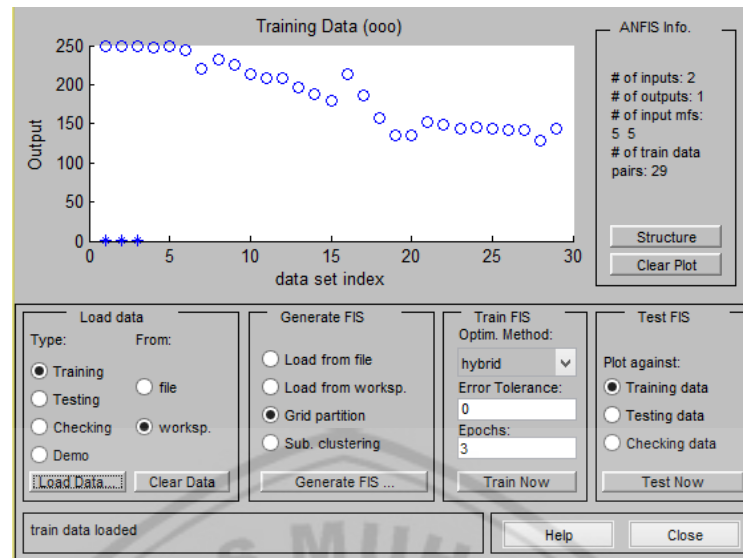 Training Data (ooo)
250
200
150
100
50
0
Output
0 5 10 15 20 25 30
data set index
ANFIS Info.
# of inputs: 2
# of outputs: 1
# of input mfs:
5 5
# of train data
pairs: 29
Structure
Clear Plot
Load data
Type: From:
Training
file
Testing
Checking
worksp.
Demo
Load Data... Clear Data
Generate FIS
Load from file
Load from worksp.
Grid partition
Sub. clustering
Generate FIS ...
Train FIS
Optim. Method:
hybrid
Error Tolerance:
0
Epochs:
3
Train Now
Test FIS
Plot against:
Training data
Testing data
Checking data
Test Now
train data loaded
Help Close
S MUH